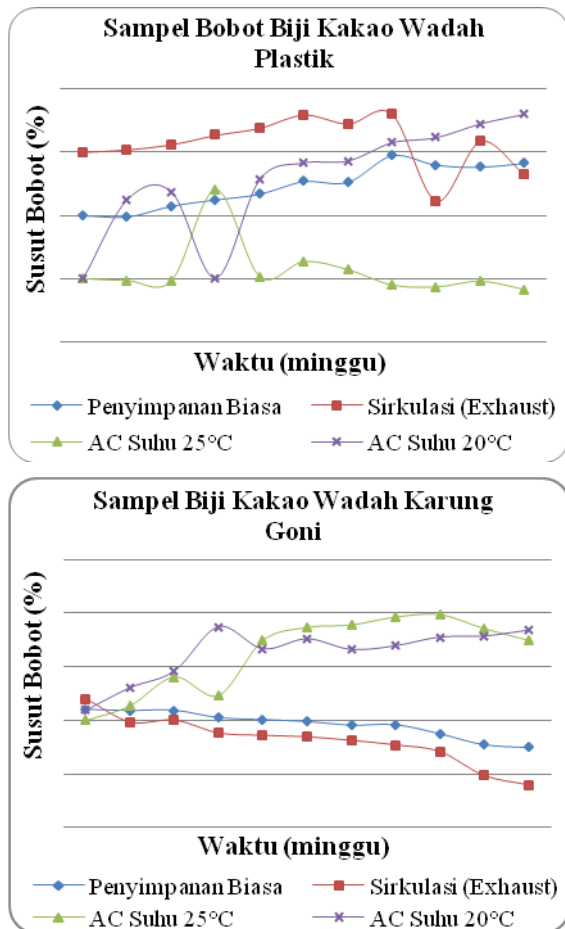 Sampel Bobot Biji Kakao Wadah
Plastik
Susut Bobot (%)
Waktu (minggu)
Penyimpanan Biasa
Sirkulasi (Exhaust)
AC Suhu 25°C
AC Suhu 20°C
Sampel Biji Kakao Wadah Karung
Goni
Susut Bobot (%)
Waktu (minggu)
Penyimpanan Biasa
Sirkulasi (Exhaust)
AC Suhu 25°C
AC Suhu 20°C